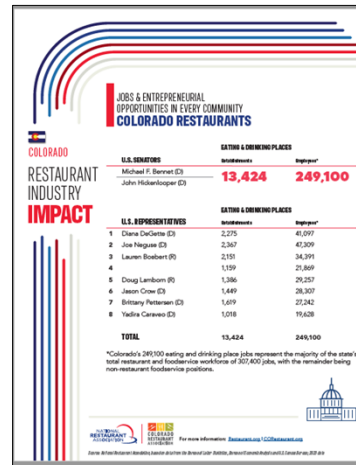 JOBS & ENTREPRENEURIAL
OPPORTUNITIES IN EVERY COMMUNITY
COLORADO RESTAURANTS
COLORADO
RESTAURANT
INDUSTRY
IMPACT
EATING & DRINKING PLACES
U.S. SENATORS Establishments Employees*
Michael F. Bennet (D)
John Hickenlooper (D)
13,424 249,100
EATING & DRINKING PLACES
U.S. REPRESENTATIVES Establishments Employees*
1 Diana DeGette (D) 2,275 41,097
2 Joe Neguse (D) 2,367 47,309
3 Lauren Boebert (R) 2,151 34,391
4 1,159 21,869
5 Doug Lamborn (R) 1,386 29,257
6 Jason Crow (D) 1,449 28,307
7 Brittany Pettersen (D) 1,619 27,242
8 Yadira Caraveo (D) 1,018 19,628
TOTAL 13,424 249,100
*Colorado's 249,100 eating and drinking place jobs represent the majority of the state's
total restaurant and foodservice workforce of 307,400 jobs, with the remainder being
non-restaurant foodservice positions.
NATIONAL
RESTAURANT
ASSOCIATION
COLORADO
RESTAURANT
ASSOCIATION
For more information: Restaurant.org | CORestaurant.org